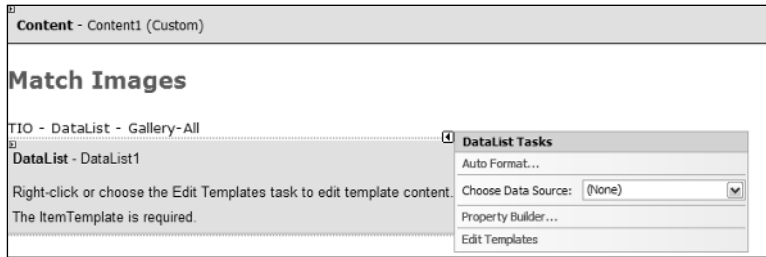 Content - Content1 (Custom)
Match Images
TIO - DataList - Gallery-All
DataList - DataList1
Right-click or choose the Edit Templates task to edit template content.
The ItemTemplate is required.
DataList Tasks
Auto Format...
Choose Data Source: (None)
Property Builder...
Edit Templates